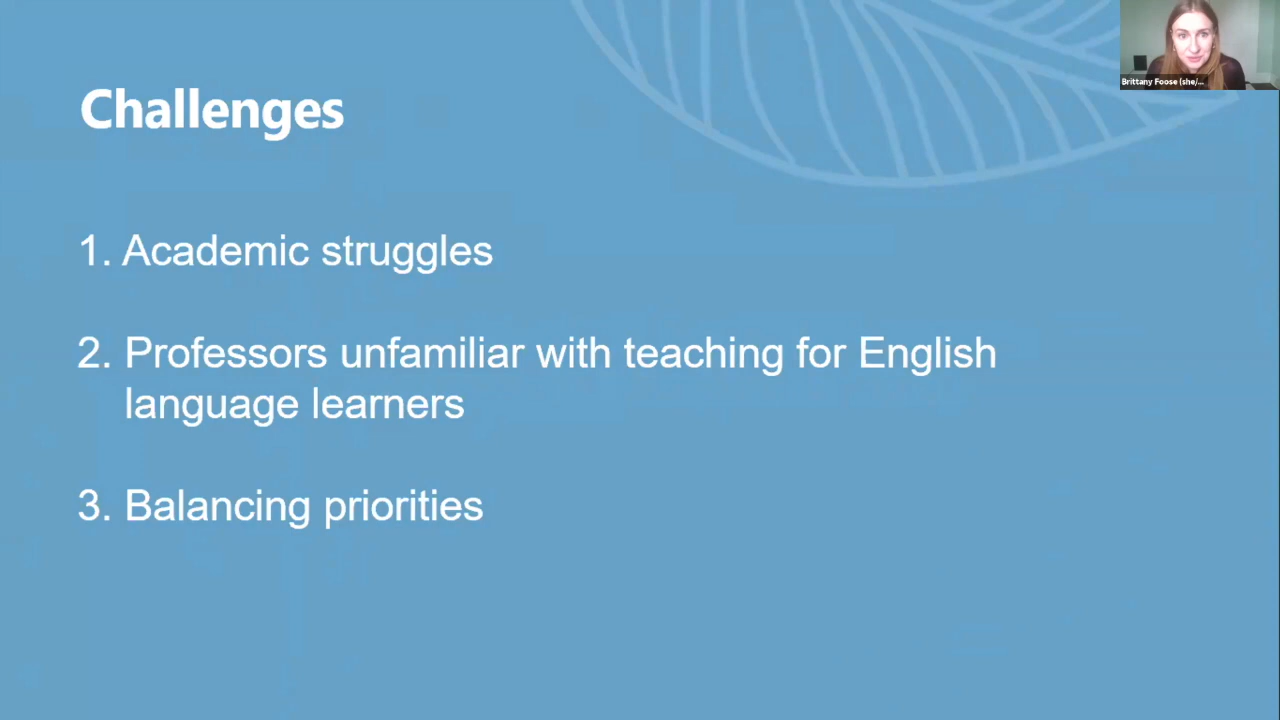 Brittany Foose (she/...
Challenges
1. Academic struggles
2. Professors unfamiliar with teaching for English
language learners
3. Balancing priorities